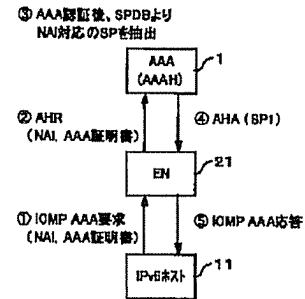 ③ AAA認証後、SPDBより
NAI対応のSPを抽出
AAA
(AAAH)
1
② AHR
(NAI, AAA証明書)
④ AHA (SP1)
EN
21
① ICMP AAA要求
(NAI, AAA証明書)
⑤ ICMP AAA応答
IPv6ホスト
11